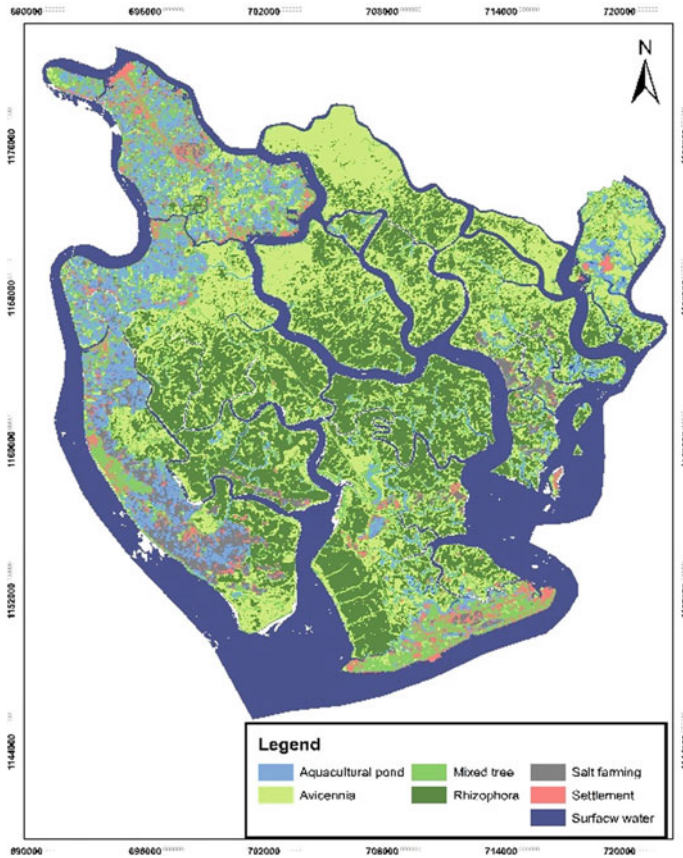 690000 696000 702000 708000 714000 720000
N
1176000
1168000
1160000
1152000
1144000
Legend
Aquacultural pond Mixed tree Salt farming
Avicennia Rhizophora Settlement
Surfacw water
690000 696000 702000 708000 714000 720000